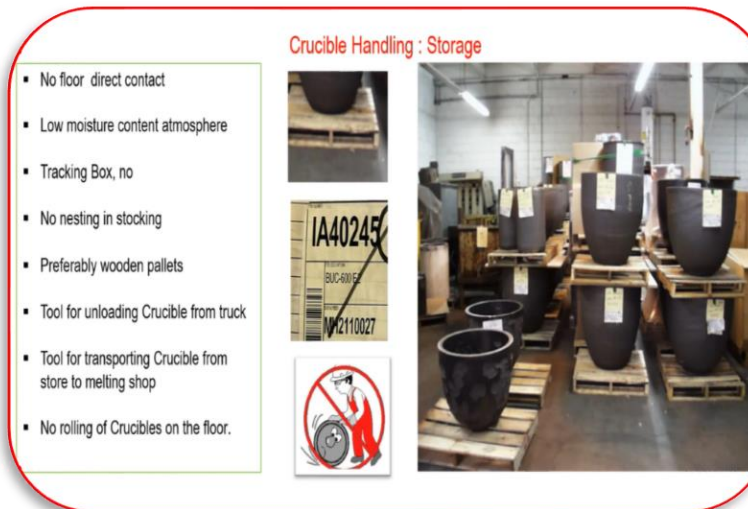 Crucible Handling : Storage
No floor direct contact
Low moisture content atmosphere
Tracking Box, no
No nesting in stocking
Preferably wooden pallets
Tool for unloading Crucible from truck
Tool for transporting Crucible from
store to melting shop
No rolling of Crucibles on the floor.
IA40245
BUC-600
MH2110027